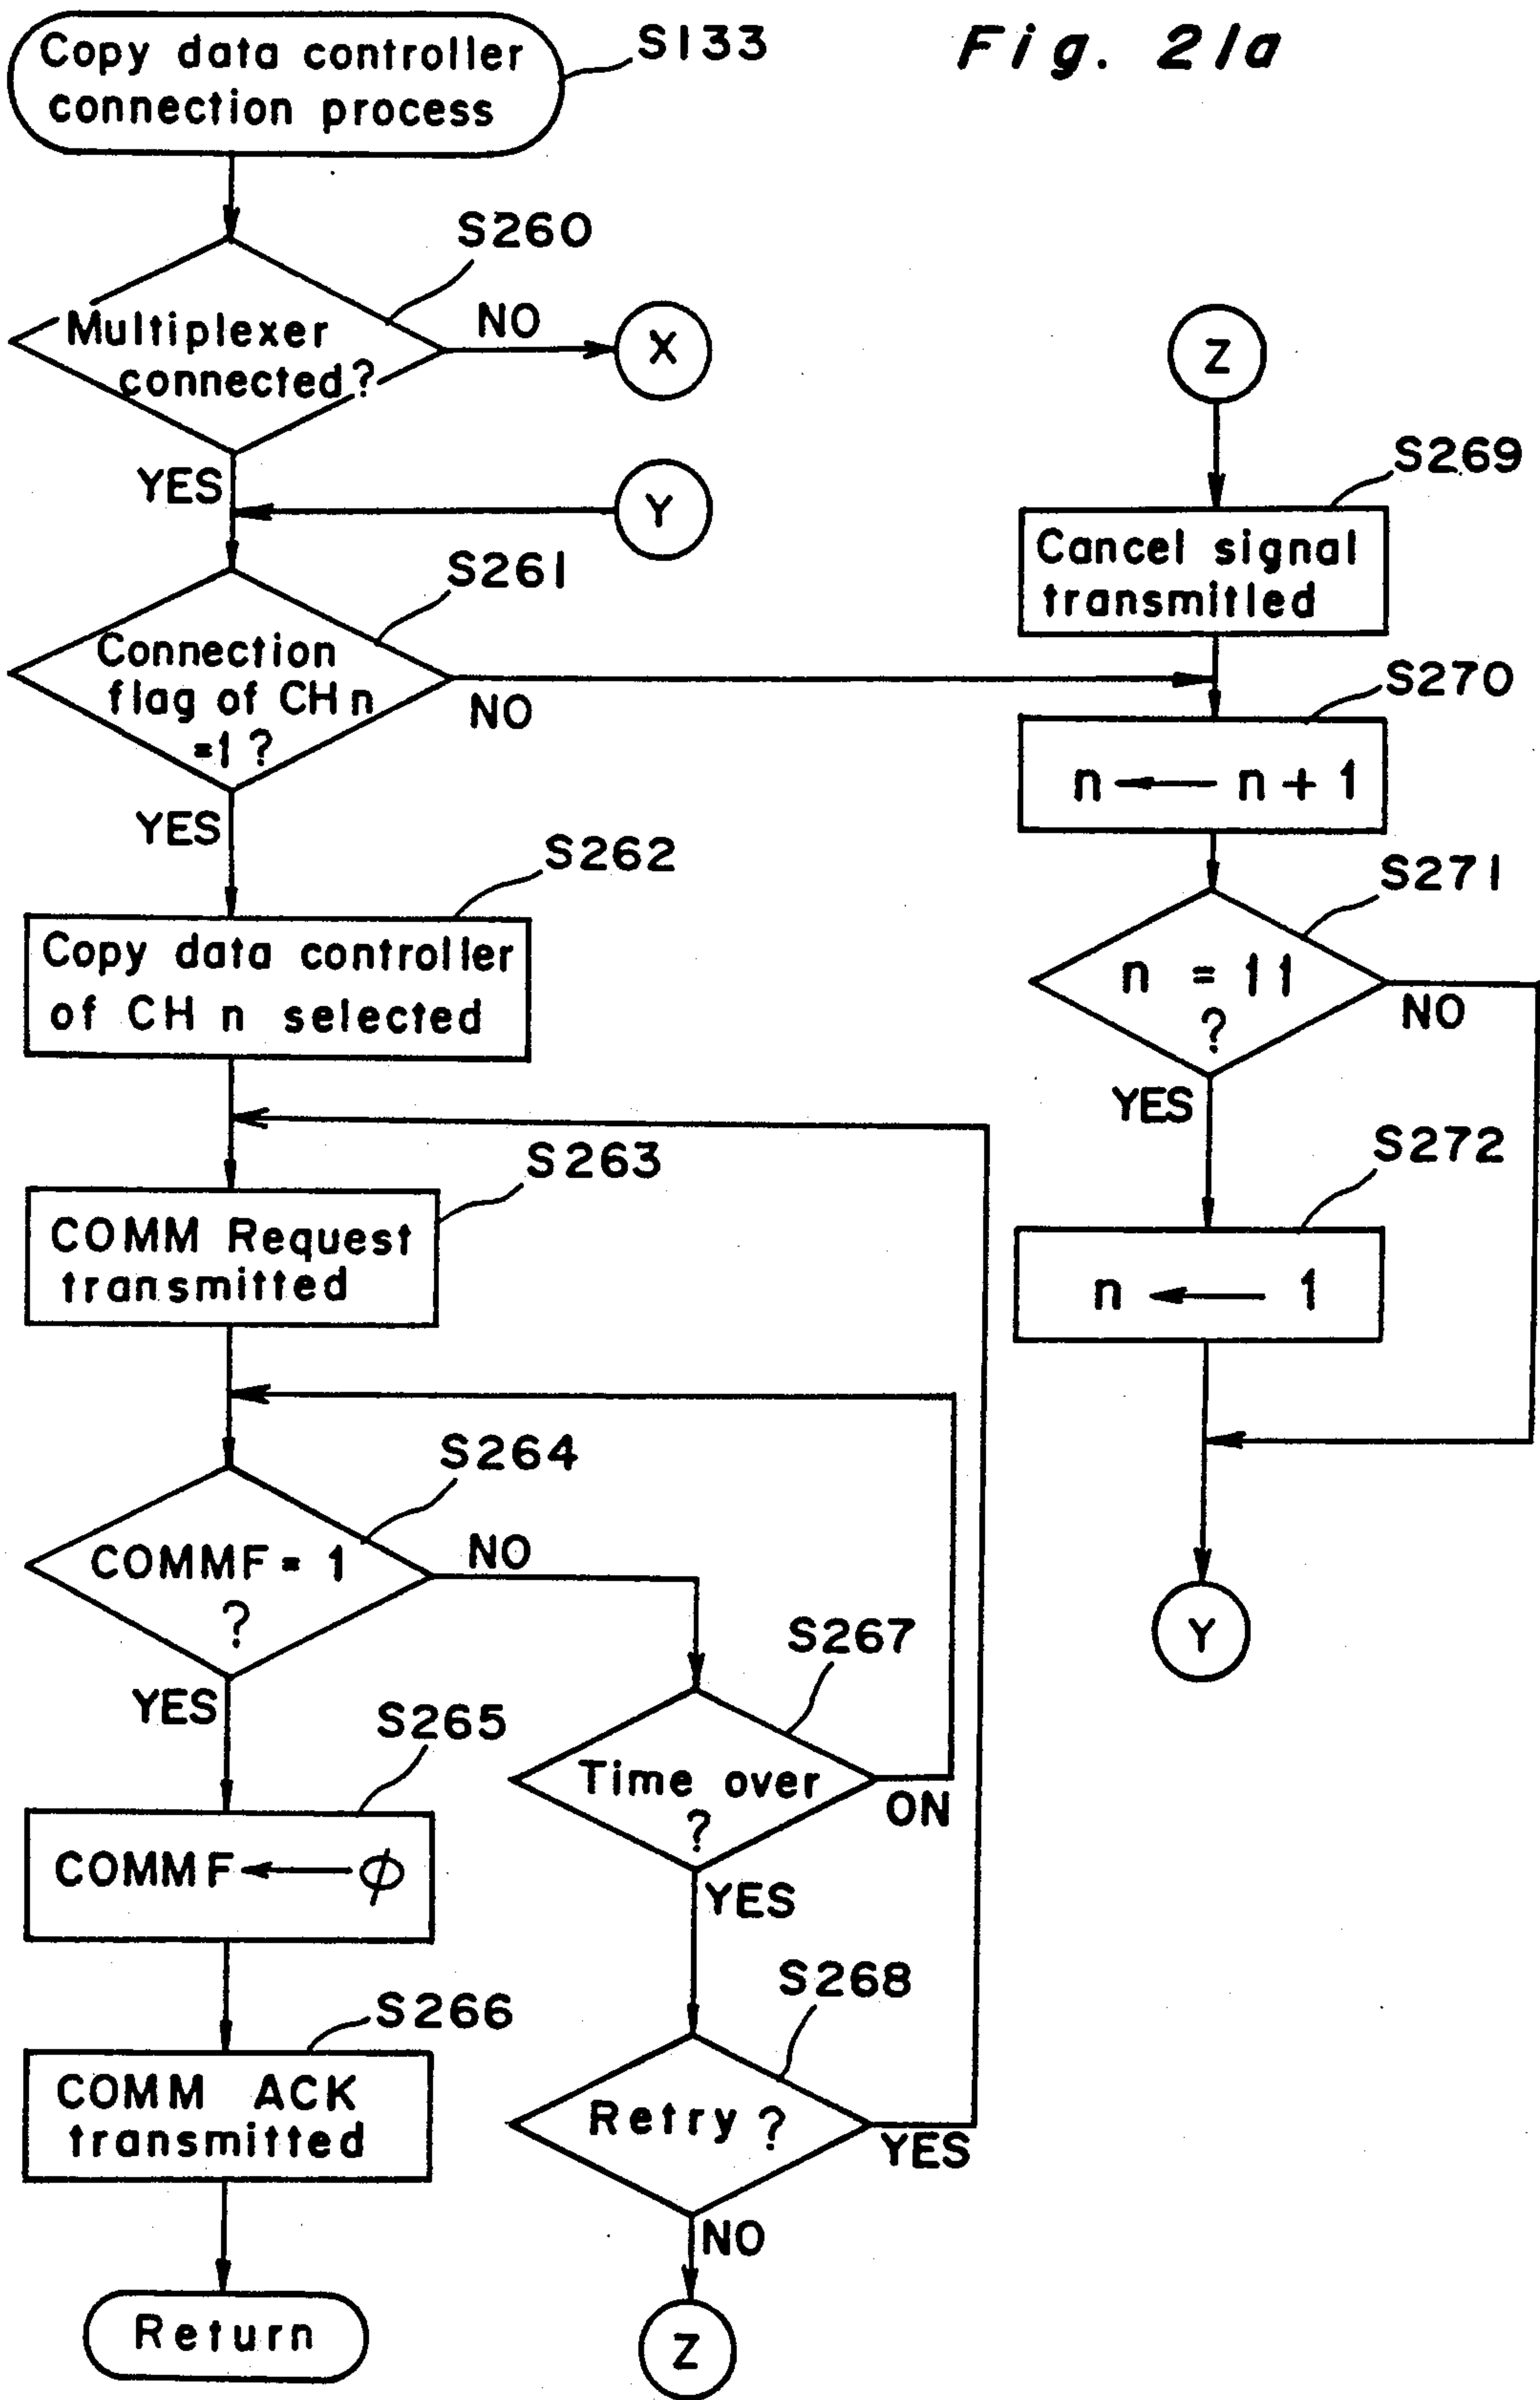 Fig. 21a
Copy data controller
connection process
S133
S260
Multiplexer
connected?
NO
X
YES
Y
S261
Connection
flag of CH n
=1 ?
NO
YES
S262
Copy data controller
of CH n selected
S263
COMM Request
transmitted
S264
COMMF = 1
?
NO
YES
S265
COMMF ← φ
S266
COMM ACK
transmitted
Return
S267
Time over
?
ON
YES
S268
Retry ?
YES
NO
Z
Z
S269
Cancel signal
transmitled
S270
n ← n + 1
S271
n = 11
?
NO
YES
S272
n ← 1
Y